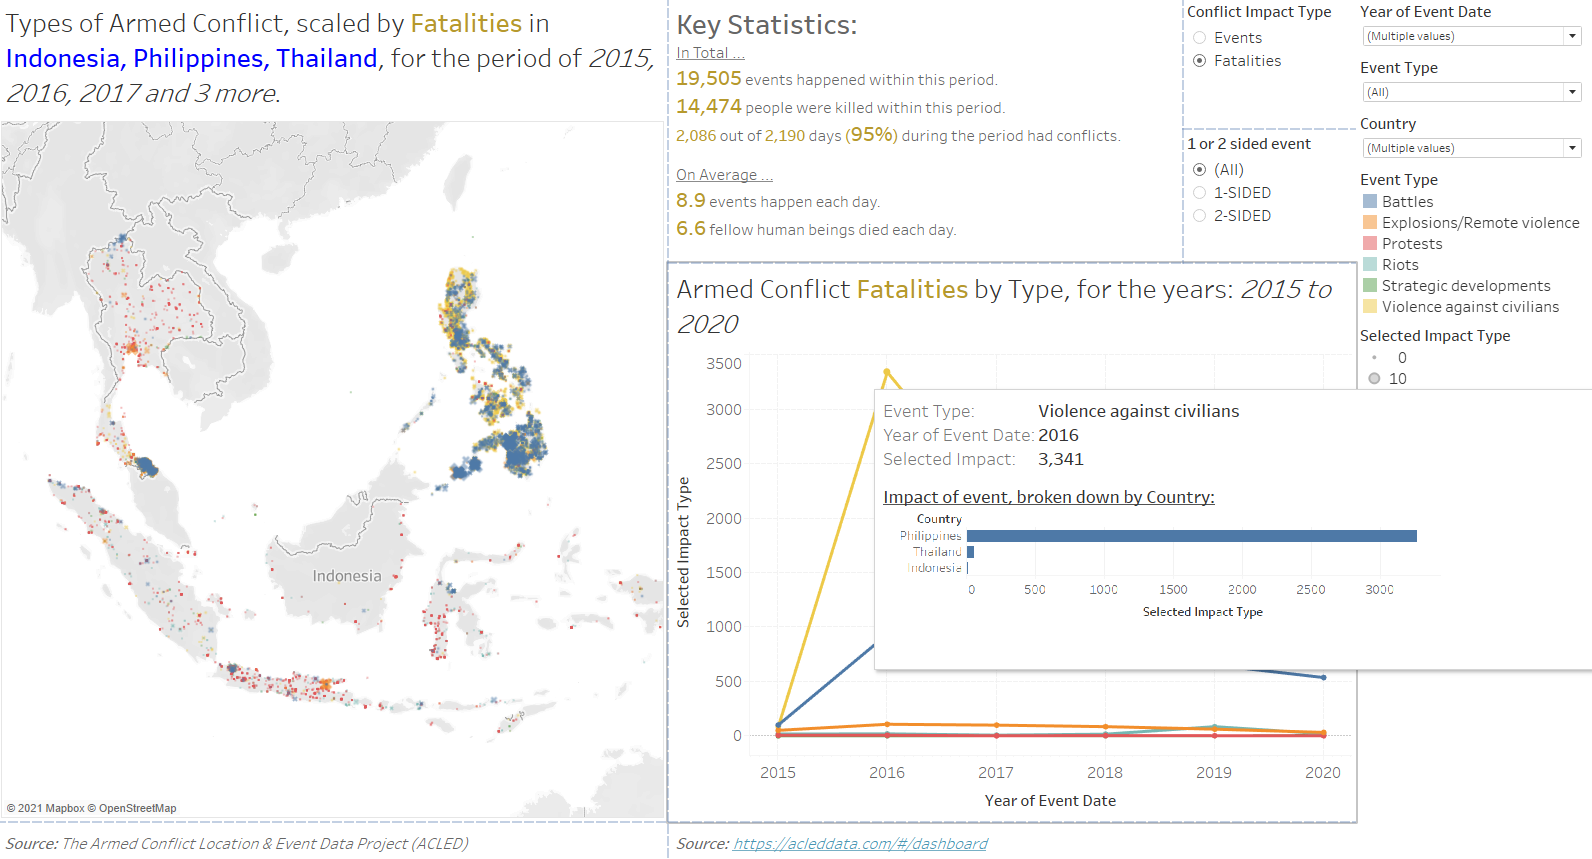 Types of Armed Conflict, scaled by Fatalities in
Indonesia, Philippines, Thailand, for the period of 2015,
2016, 2017 and 3 more.
Indonesia
© 2021 Mapbox © OpenStreetMap
Source: The Armed Conflict Location & Event Data Project (ACLED)
Key Statistics:
In Total ...
19,505 events happened within this period.
14,474 people were killed within this period.
2,086 out of 2,190 days (95%) during the period had conflicts.
On Average ...
8.9 events happen each day.
6.6 fellow human beings died each day.
Conflict Impact Type
Events
Fatalities
1 or 2 sided event
(All)
1-SIDED
2-SIDED
Year of Event Date
(Multiple values)
Event Type
(All)
Country
(Multiple values)
Event Type
Battles
Explosions/Remote violence
Protests
Riots
Strategic developments
Violence against civilians
Selected Impact Type
0
10
Armed Conflict Fatalities by Type, for the years: 2015 to
2020
Selected Impact Type
3500
3000
2500
2000
1500
1000
500
0
2015 2016 2017 2018 2019 2020
Year of Event Date
Event Type: Violence against civilians
Year of Event Date: 2016
Selected Impact: 3,341
Impact of event, broken down by Country:
Country
Philippines
Thailand
Indonesia
0 500 1000 1500 2000 2500 3000
Selected Impact Type
Source: https://acleddata.com/#/dashboard